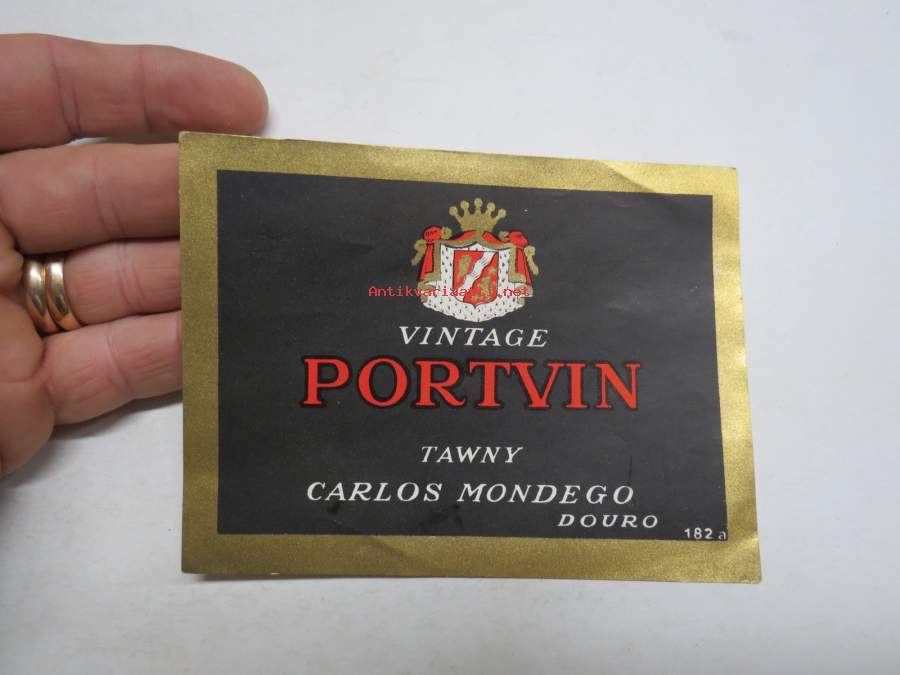 Antikvariaatti.net
VINTAGE
PORTVIN
TAWNY
CARLOS MONDEGO
DOURO
182 a